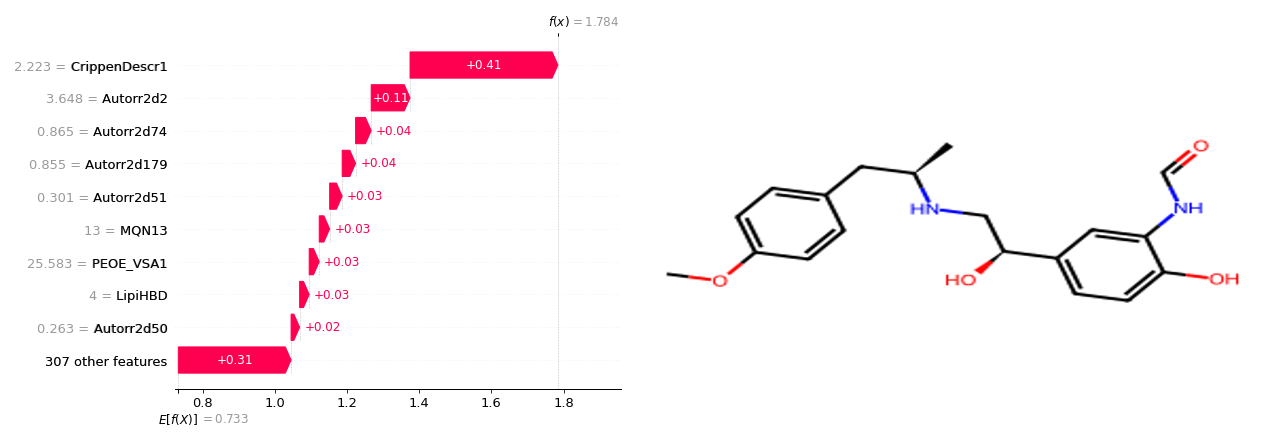 f(x) = 1.784
2.223 = CrippenDescr1
+0.41
3.648 = Autorr2d2
+0.11
0.865 = Autorr2d74
+0.04
0.855 = Autorr2d179
+0.04
0.301 = Autorr2d51
+0.03
13 = MQN13
+0.03
25.583 = PEOE_VSA1
+0.03
4 = LipiHBD
+0.03
0.263 = Autorr2d50
+0.02
307 other features
+0.31
0.8 1.0 1.2 1.4 1.6 1.8
E[f(X)] = 0.733
O
NH
HN
HO
OH
O